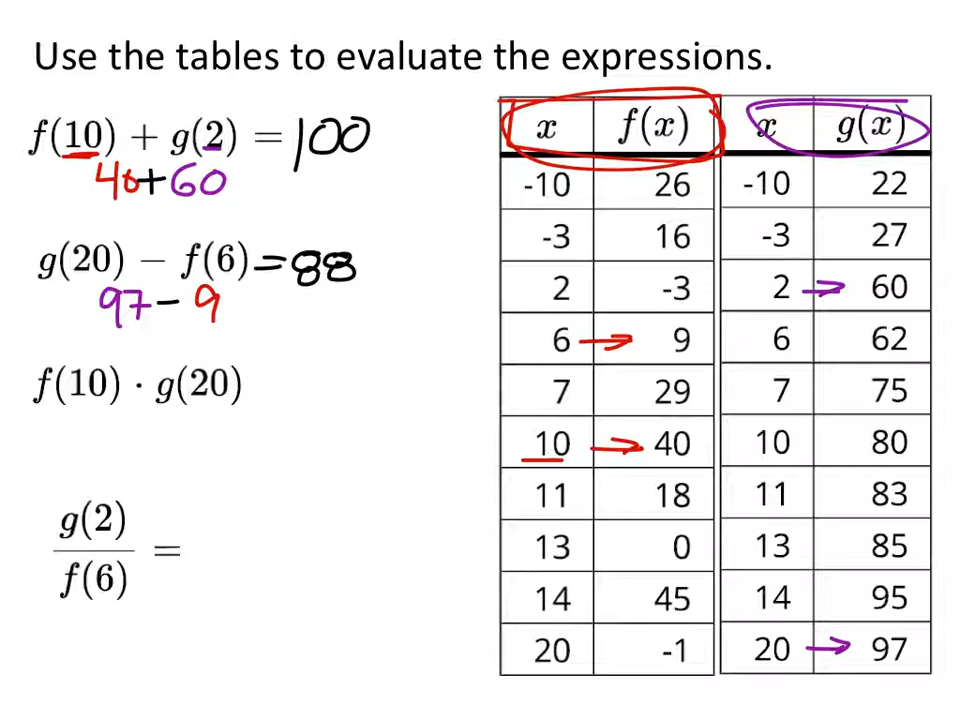 Use the tables to evaluate the expressions.
f(10) + g(2) = 100
40+60
g(20) − f(6)=88
97-9
f(10) · g(20)
g(2)
f(6)
=
x f(x) x g(x)
-10 26 -10 22
-3 16 -3 27
2 -3 2 → 60
6 → 9 6 62
7 29 7 75
10 → 40 10 80
11 18 11 83
13 0 13 85
14 45 14 95
20 -1 20 → 97